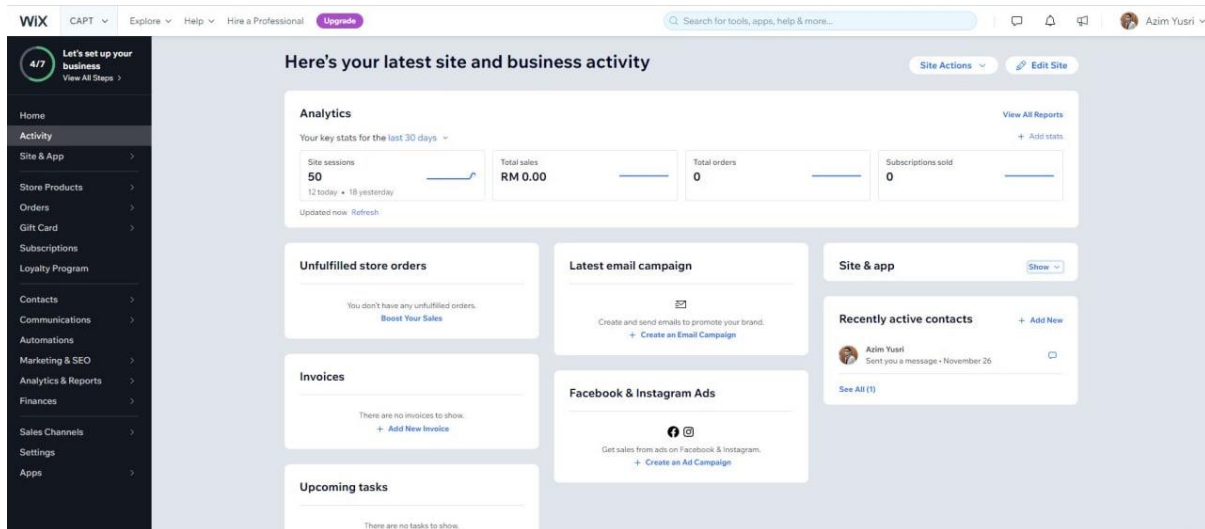 WiX CAPT Explore Help Hire a Professional Upgrade Search for tools, apps, help & more... Azim Yusri
4/7
Let's set up your
business
View All Steps
Home
Activity
Site & App
Store Products
Orders
Gift Card
Subscriptions
Loyalty Program
Contacts
Communications
Automations
Marketing & SEO
Analytics & Reports
Finances
Sales Channels
Settings
Apps
Here's your latest site and business activity
Site Actions
Edit Site
Analytics
View All Reports
Your key stats for the last 30 days
+ Add stats
Site sessions
50
12 today • 18 yesterday
Total sales
RM 0.00
Total orders
0
Subscriptions sold
0
Updated now Refresh
Unfulfilled store orders
You don't have any unfulfilled orders.
Boost Your Sales
Invoices
There are no invoices to show.
+ Add New Invoice
Upcoming tasks
There are no tasks to show.
Latest email campaign
Create and send emails to promote your brand.
+ Create an Email Campaign
Facebook & Instagram Ads
Get sales from ads on Facebook & Instagram.
+ Create an Ad Campaign
Site & app
Show
Recently active contacts
+ Add New
Azim Yusri
Sent you a message • November 26
See All (1)